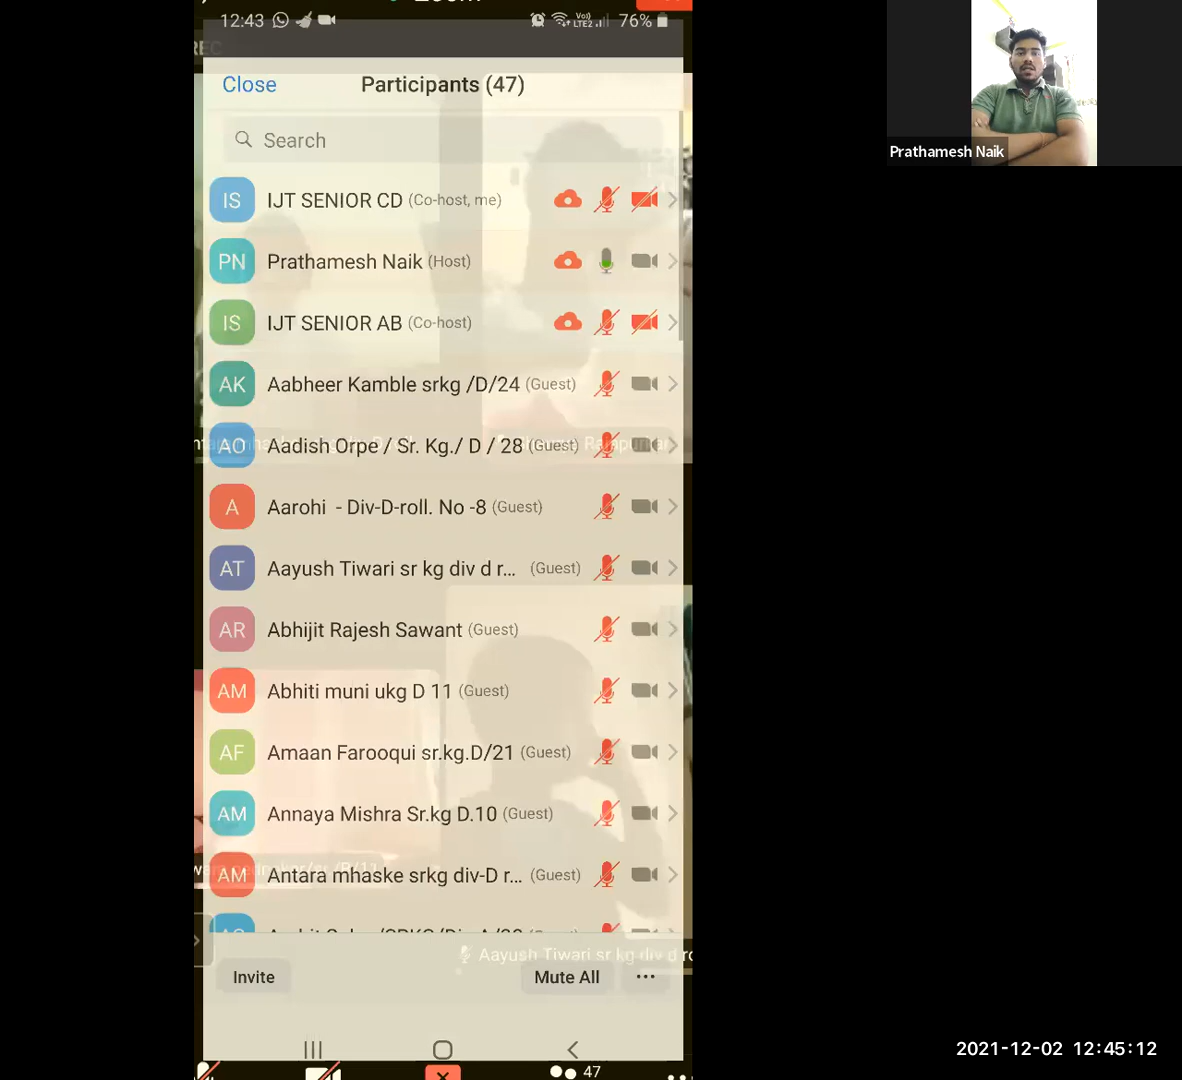 Zoom
12:43 Vo) LTE2 76%
REC
Close Participants (47)
Search
IS IJT SENIOR CD (Co-host, me)
PN Prathamesh Naik (Host)
IS IJT SENIOR AB (Co-host)
AK Aabheer Kamble srkg /D/24 (Guest)
AO Aadish Orpe / Sr. Kg./ D / 28 (Guest)
A Aarohi - Div-D-roll. No -8 (Guest)
AT Aayush Tiwari sr kg div d r... (Guest)
AR Abhijit Rajesh Sawant (Guest)
AM Abhiti muni ukg D 11 (Guest)
AF Amaan Farooqui sr.kg.D/21 (Guest)
AM Annaya Mishra Sr.kg D.10 (Guest)
AM Antara mhaske srkg div-D r... (Guest)
Aayush Tiwari sr kg div d ro
Invite Mute All ...
47
Prathamesh Naik
2021-12-02 12:45:12